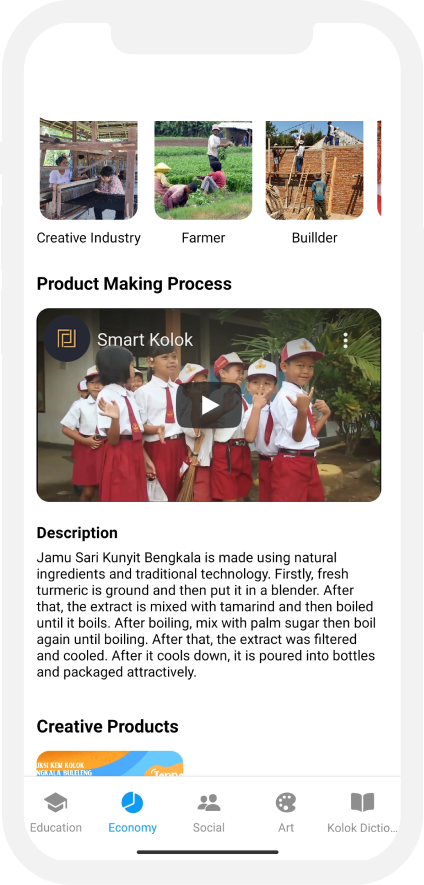 Creative Industry
Farmer
Buillder
Product Making Process
Smart Kolok
Description
Jamu Sari Kunyit Bengkala is made using natural
ingredients and traditional technology. Firstly, fresh
turmeric is ground and then put it in a blender. After
that, the extract is mixed with tamarind and then boiled
until it boils. After boiling, mix with palm sugar then boil
again until boiling. After that, the extract was filtered
and cooled. After it cools down, it is poured into bottles
and packaged attractively.
Creative Products
KEM KOLOK
BULELENG
Education
Economy
Social
Art
Kolok Dictio...